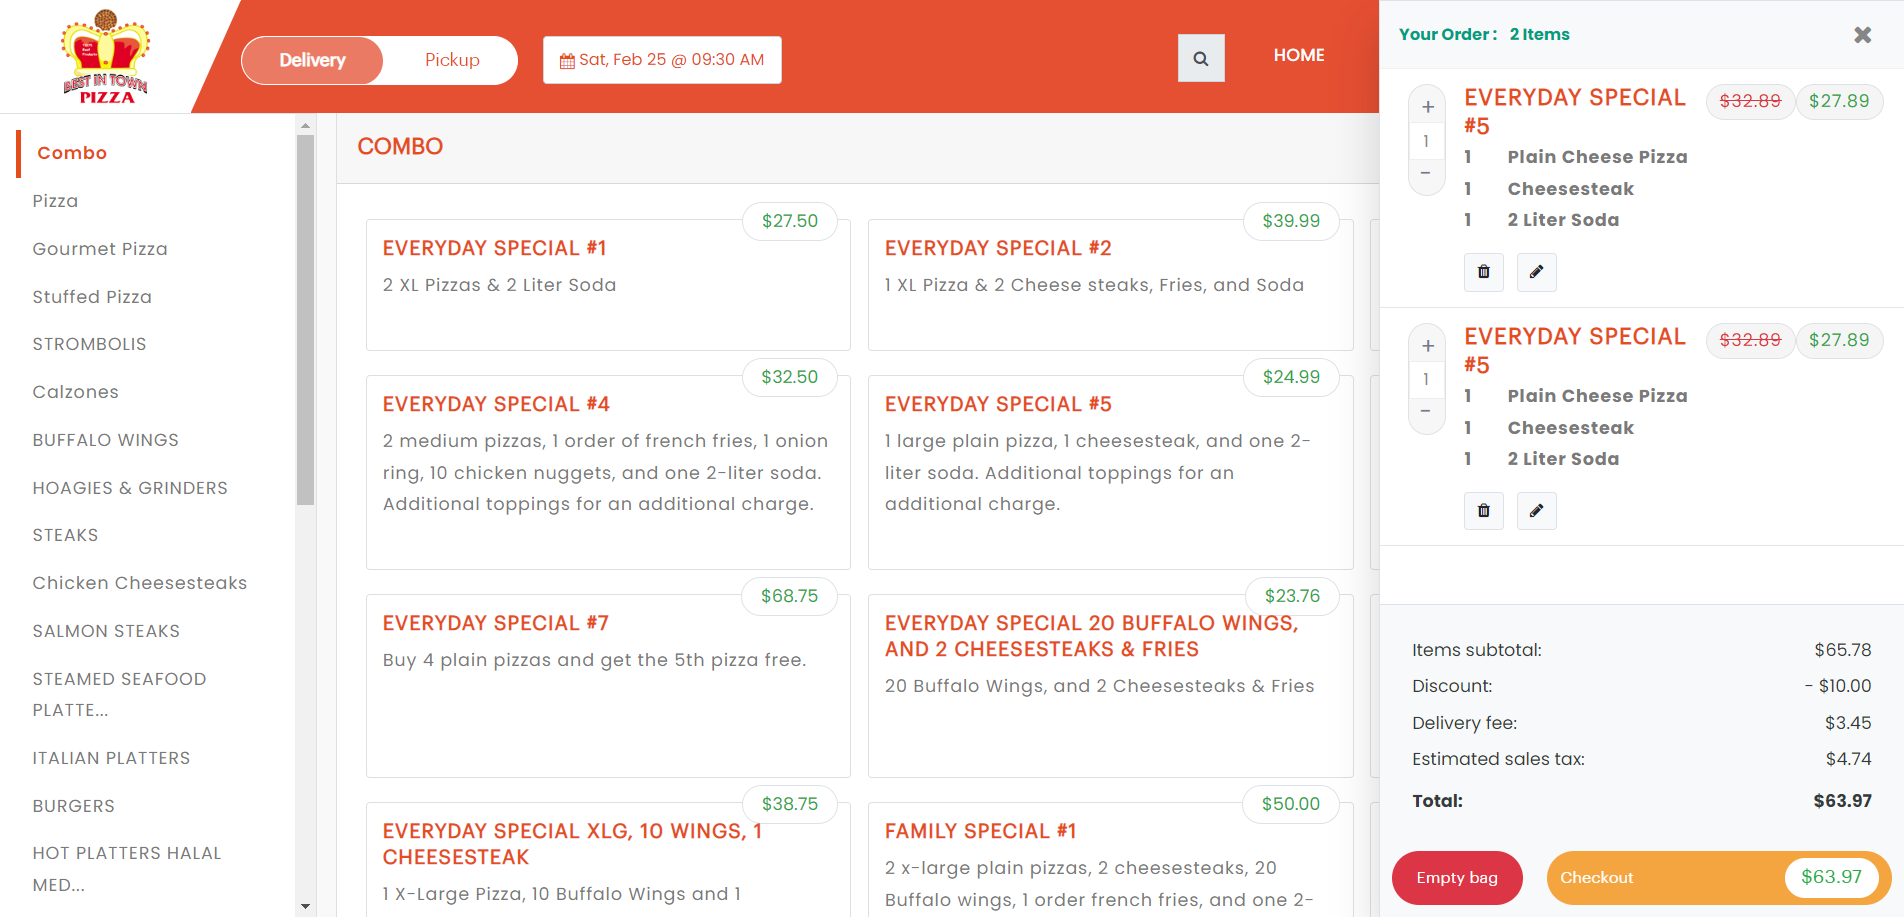 BEST IN TOWN
PIZZA
Delivery
Pickup
Sat, Feb 25 @ 09:30 AM
HOME
Combo
Pizza
Gourmet Pizza
Stuffed Pizza
STROMBOLIS
Calzones
BUFFALO WINGS
HOAGIES & GRINDERS
STEAKS
Chicken Cheesesteaks
SALMON STEAKS
STEAMED SEAFOOD
PLATTE...
ITALIAN PLATTERS
BURGERS
HOT PLATTERS HALAL
MED...
COMBO
$27.50
EVERYDAY SPECIAL #1
2 XL Pizzas & 2 Liter Soda
$39.99
EVERYDAY SPECIAL #2
1 XL Pizza & 2 Cheese steaks, Fries, and Soda
$32.50
EVERYDAY SPECIAL #4
2 medium pizzas, 1 order of french fries, 1 onion
ring, 10 chicken nuggets, and one 2-liter soda.
Additional toppings for an additional charge.
$24.99
EVERYDAY SPECIAL #5
1 large plain pizza, 1 cheesesteak, and one 2-
liter soda. Additional toppings for an
additional charge.
$68.75
EVERYDAY SPECIAL #7
Buy 4 plain pizzas and get the 5th pizza free.
$23.76
EVERYDAY SPECIAL 20 BUFFALO WINGS,
AND 2 CHEESESTEAKS & FRIES
20 Buffalo Wings, and 2 Cheesesteaks & Fries
$38.75
EVERYDAY SPECIAL XLG, 10 WINGS, 1
CHEESESTEAK
1 X-Large Pizza, 10 Buffalo Wings and 1
$50.00
FAMILY SPECIAL #1
2 x-large plain pizzas, 2 cheesesteaks, 20
Buffalo wings, 1 order french fries, and one 2-
Your Order : 2 Items
+
1
-
EVERYDAY SPECIAL
#5
$32.89 $27.89
1 Plain Cheese Pizza
1 Cheesesteak
1 2 Liter Soda
+
1
-
EVERYDAY SPECIAL
#5
$32.89 $27.89
1 Plain Cheese Pizza
1 Cheesesteak
1 2 Liter Soda
Items subtotal: $65.78
Discount: - $10.00
Delivery fee: $3.45
Estimated sales tax: $4.74
Total: $63.97
Empty bag
Checkout $63.97